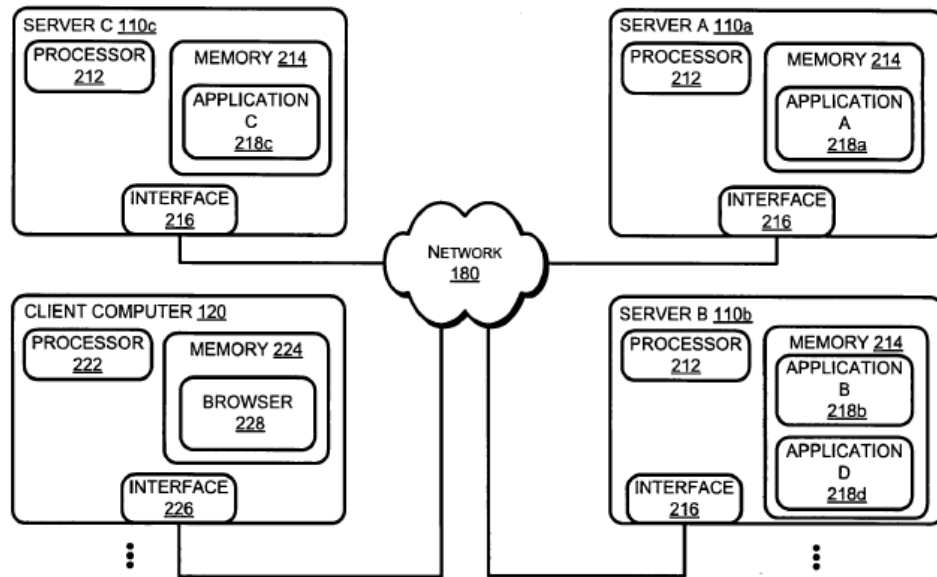 SERVER C 110c
PROCESSOR
212
MEMORY 214
APPLICATION
C
218c
INTERFACE
216
SERVER A 110a
PROCESSOR
212
MEMORY 214
APPLICATION
A
218a
INTERFACE
216
NETWORK
180
CLIENT COMPUTER 120
PROCESSOR
222
MEMORY 224
BROWSER
228
INTERFACE
226
SERVER B 110b
PROCESSOR
212
MEMORY 214
APPLICATION
B
218b
APPLICATION
D
218d
INTERFACE
216